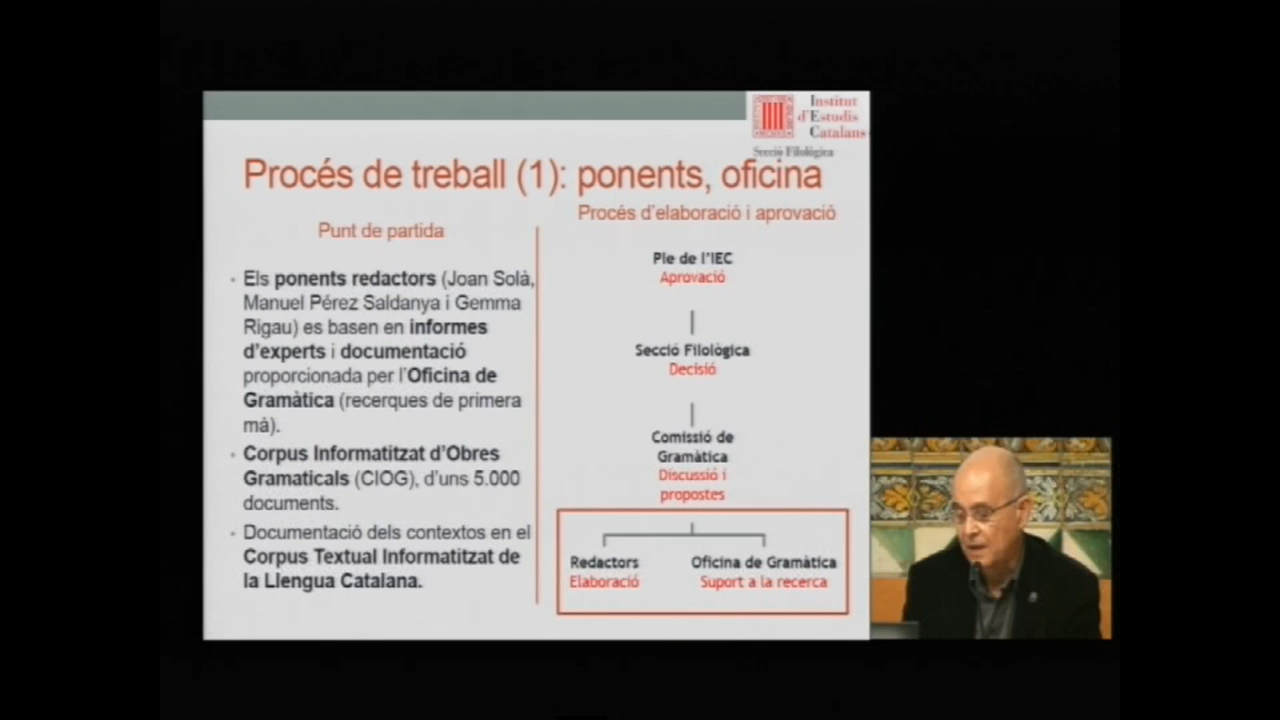 Institut
d'Estudis
Catalans
Secció Filològica
Procés de treball (1): ponents, oficina
Punt de partida
Els ponents redactors (Joan Solà,
Manuel Pérez Saldanya i Gemma
Rigau) es basen en informes
d'experts i documentació
proporcionada per l'Oficina de
Gramàtica (recerques de primera
mà).
Corpus Informatitzat d'Obres
Gramaticals (CIOG), d'uns 5.000
documents.
Documentació dels contextos en el
Corpus Textual Informatitzat de
la Llengua Catalana.
Procés d'elaboració i aprovació
Ple de l'IEC
Aprovació
Secció Filològica
Decisió
Comissió de
Gramàtica
Discussió i
propostes
Redactors
Elaboració
Oficina de Gramàtica
Suport a la recerca